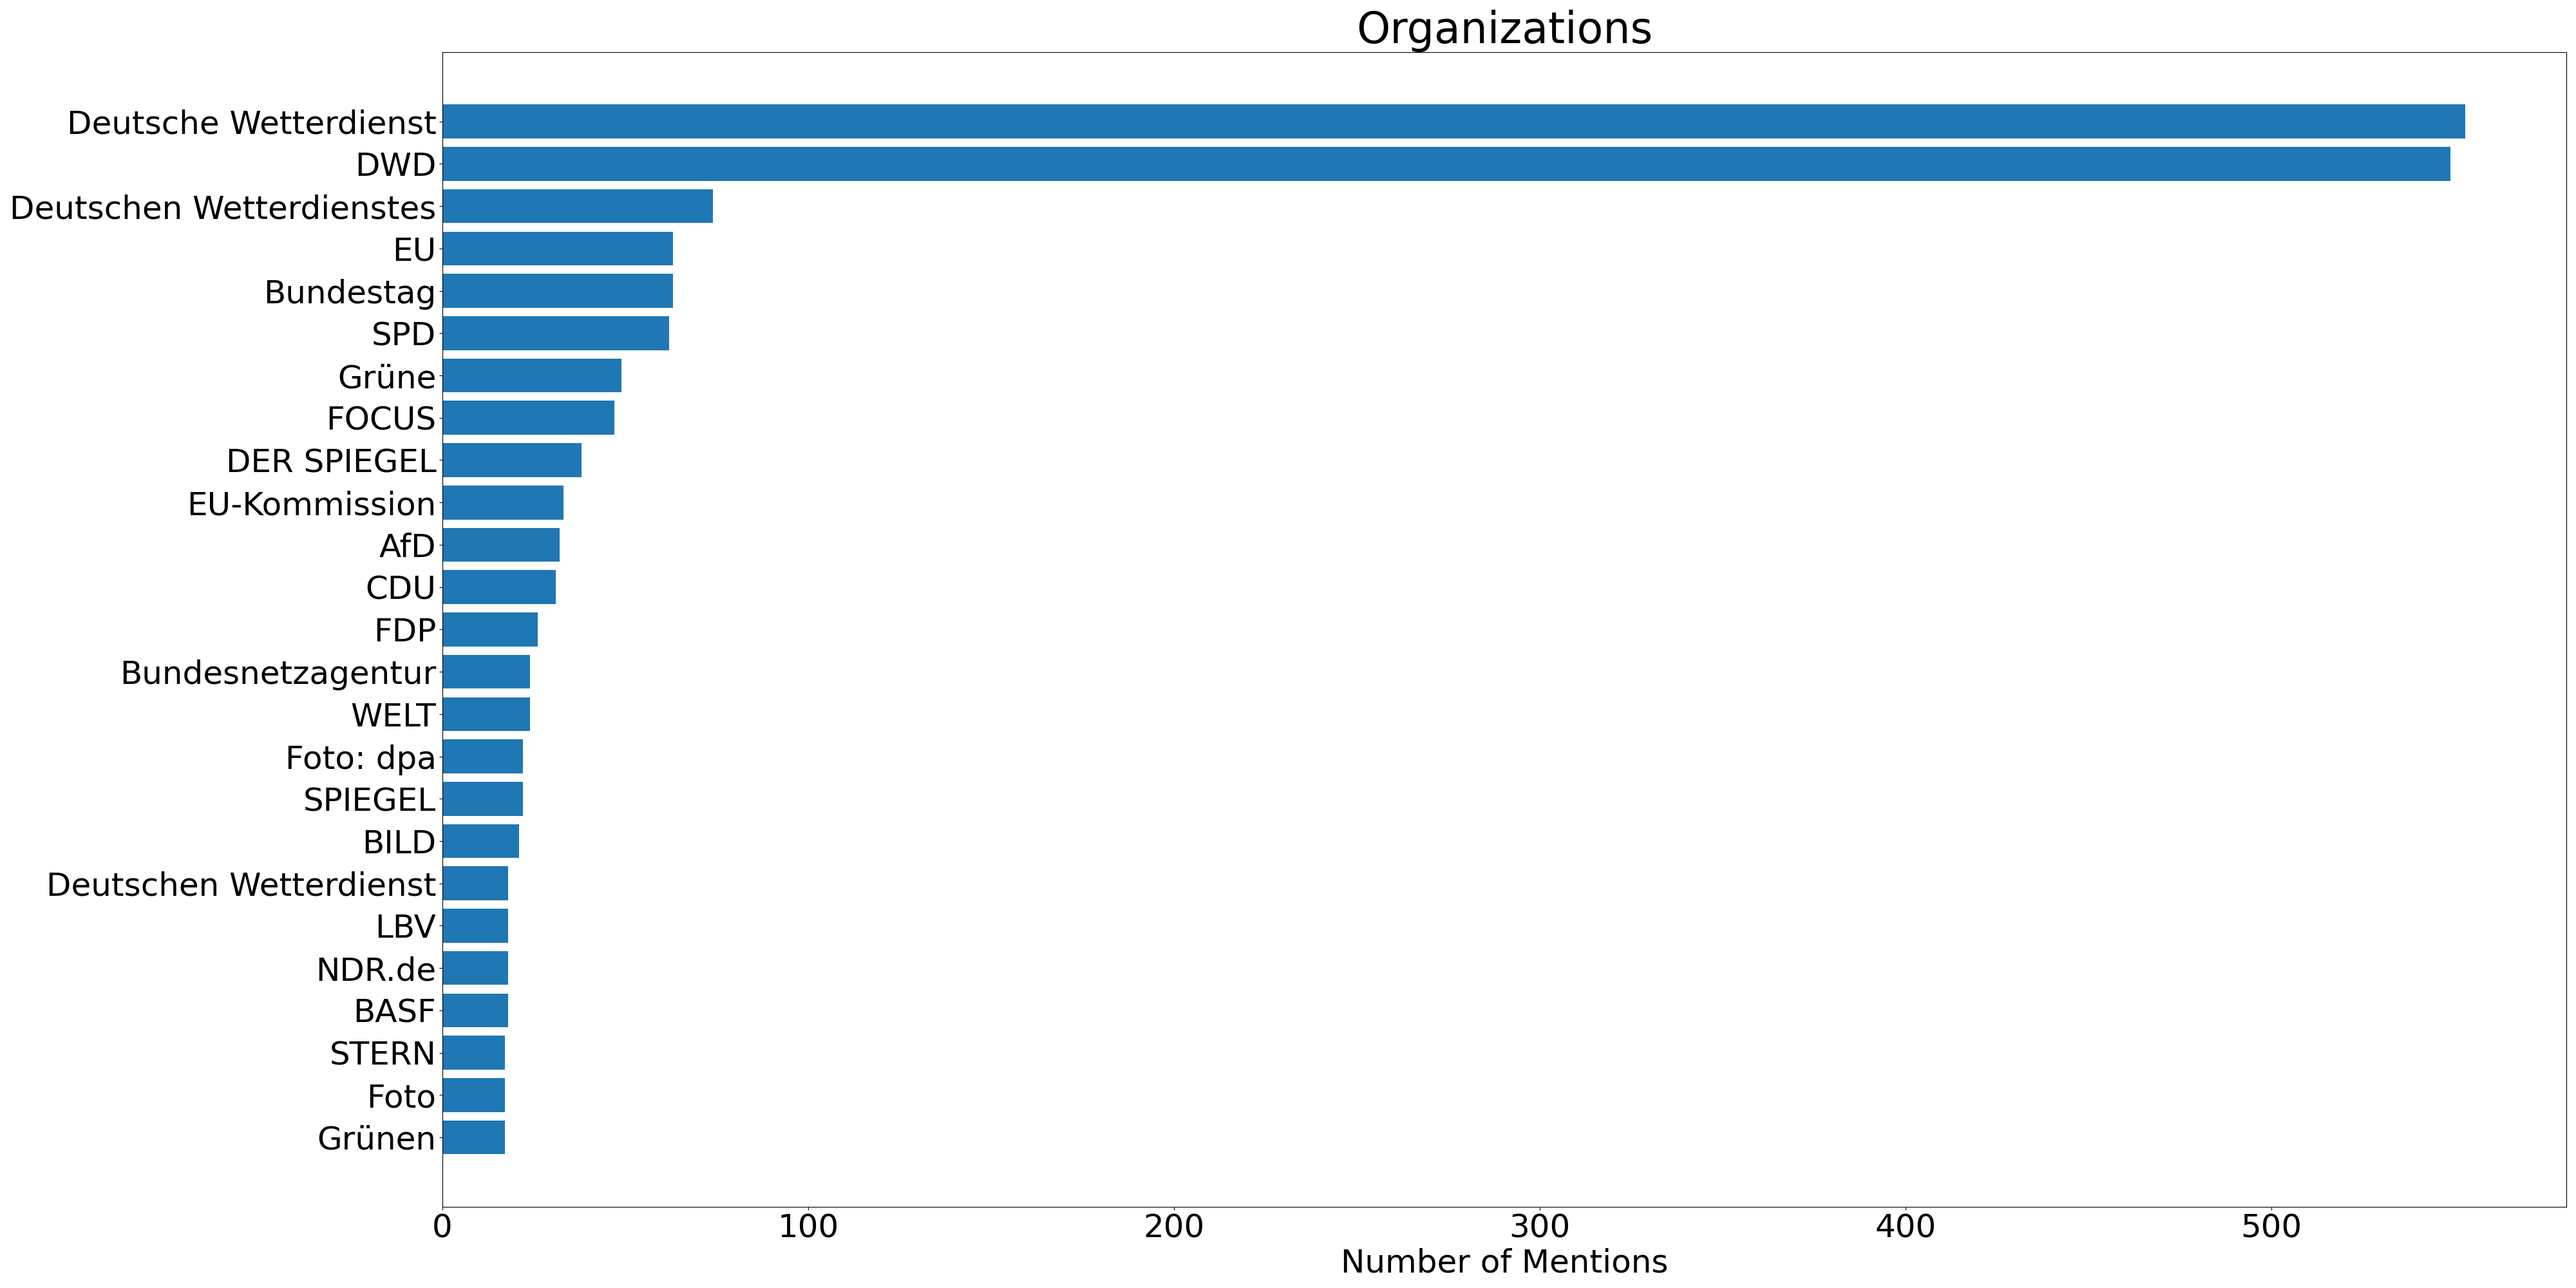 Organizations
Deutsche Wetterdienst
DWD
Deutschen Wetterdienstes
EU
Bundestag
SPD
Grüne
FOCUS
DER SPIEGEL
EU-Kommission
AfD
CDU
FDP
Bundesnetzagentur
WELT
Foto: dpa
SPIEGEL
BILD
Deutschen Wetterdienst
LBV
NDR.de
BASF
STERN
Foto
Grünen
0 100 200 300 400 500
Number of Mentions